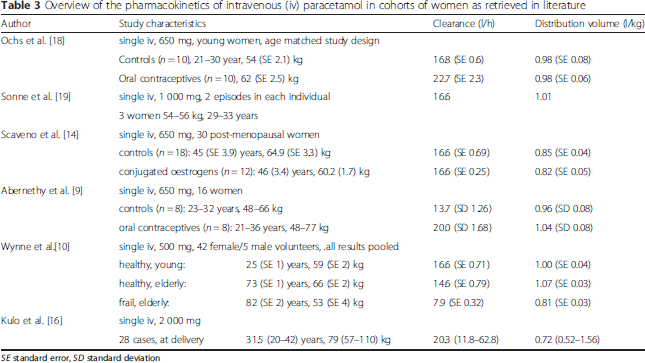 Table 3 Overview of the pharmacokinetics of intravenous (iv) paracetamol in cohorts of women as retrieved in literature
Author Study characteristics Clearance (l/h) Distribution volume (l/kg)
Ochs et al. [18] single iv, 650 mg, young women, age matched study design
Controls (n = 10), 21–30 year, 54 (SE 2.1) kg 16.8 (SE 0.6) 0.98 (SE 0.08)
Oral contraceptives (n = 10), 62 (SE 2.5) kg 22.7 (SE 2.3) 0.98 (SE 0.06)
Sonne et al. [19] single iv, 1 000 mg, 2 episodes in each individual 16.6 1.01
3 women 54–56 kg, 29–33 years
Scaveno et al. [14] single iv, 650 mg, 30 post-menopausal women
controls (n = 18): 45 (SE 3.9) years, 64.9 (SE 3.3) kg 16.6 (SE 0.69) 0.85 (SE 0.04)
conjugated oestrogens (n = 12): 46 (3.4) years, 60.2 (1.7) kg 16.6 (SE 0.25) 0.82 (SE 0.05)
Abernethy et al. [9] single iv, 650 mg, 16 women
controls (n = 8): 23–32 years, 48–66 kg 13.7 (SD 1.26) 0.96 (SD 0.08)
oral contraceptives (n = 8): 21–36 years, 48–77 kg 20.0 (SD 1.68) 1.04 (SD 0.08)
Wynne et al.[10] single iv, 500 mg, 42 female/5 male volunteers, .all results pooled
healthy, young: 25 (SE 1) years, 59 (SE 2) kg 16.6 (SE 0.71) 1.00 (SE 0.04)
healthy, elderly: 73 (SE 1) years, 66 (SE 2) kg 14.6 (SE 0.79) 1.07 (SE 0.03)
frail, elderly: 82 (SE 2) years, 53 (SE 4) kg 7.9 (SE 0.32) 0.81 (SE 0.03)
Kulo et al. [16] single iv, 2 000 mg
28 cases, at delivery 31.5 (20–42) years, 79 (57–110) kg 20.3 (11.8–62.8) 0.72 (0.52–1.56)
SE standard error, SD standard deviation